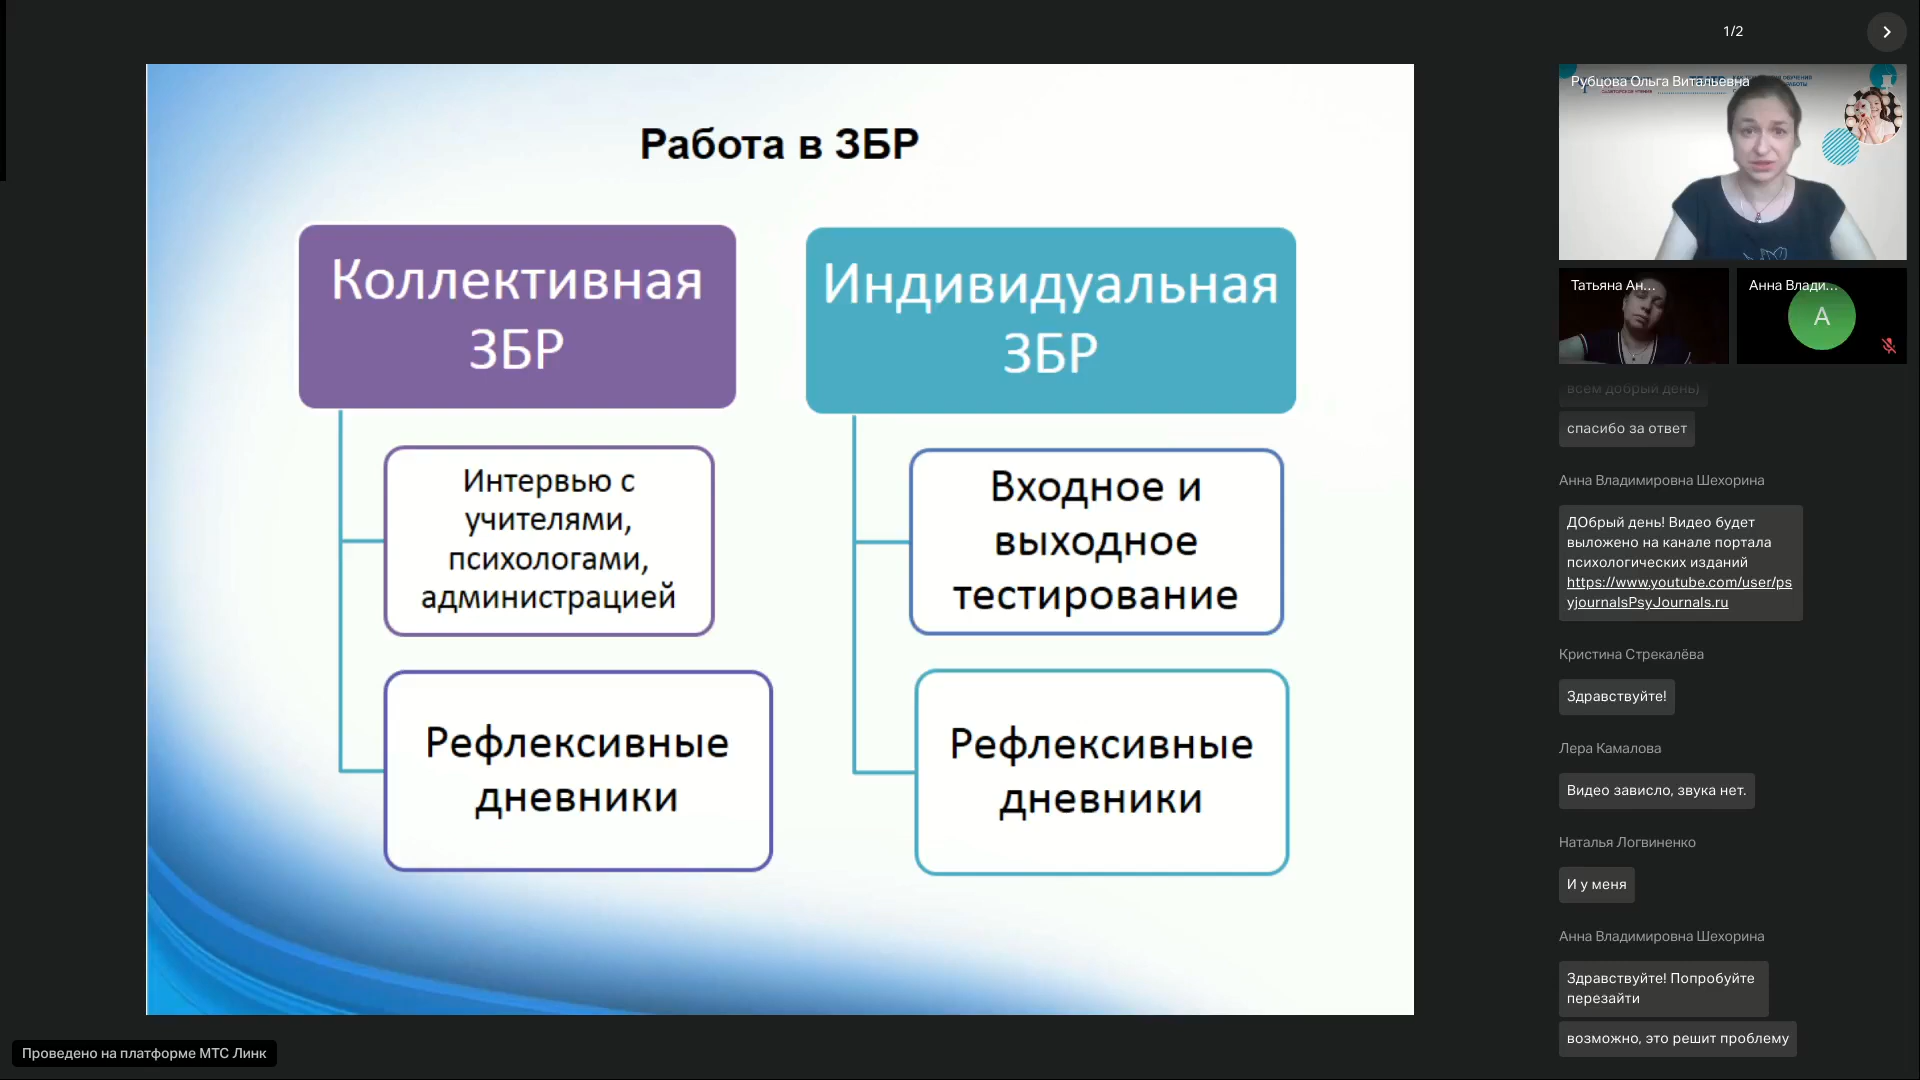 1/2
Работа в ЗБР
Коллективная
ЗБР
Интервью с
учителями,
психологами,
администрацией
Рефлексивные
дневники
Индивидуальная
ЗБР
Входное и
выходное
тестирование
Рефлексивные
дневники
Рубцова Ольга Витальевна
Татьяна Ан...
Анна Влади...
А
всем добрый день)
спасибо за ответ
Анна Владимировна Шехорина
ДОбрый день! Видео будет
выложено на канале портала
психологических изданий
https://www.youtube.com/user/ps
yjournalsPsyJournals.ru
Кристина Стрекалёва
Здравствуйте!
Лера Камалова
Видео зависло, звука нет.
Наталья Логвиненко
И у меня
Анна Владимировна Шехорина
Здравствуйте! Попробуйте
перезайти
возможно, это решит проблему
Проведено на платформе МТС Линк